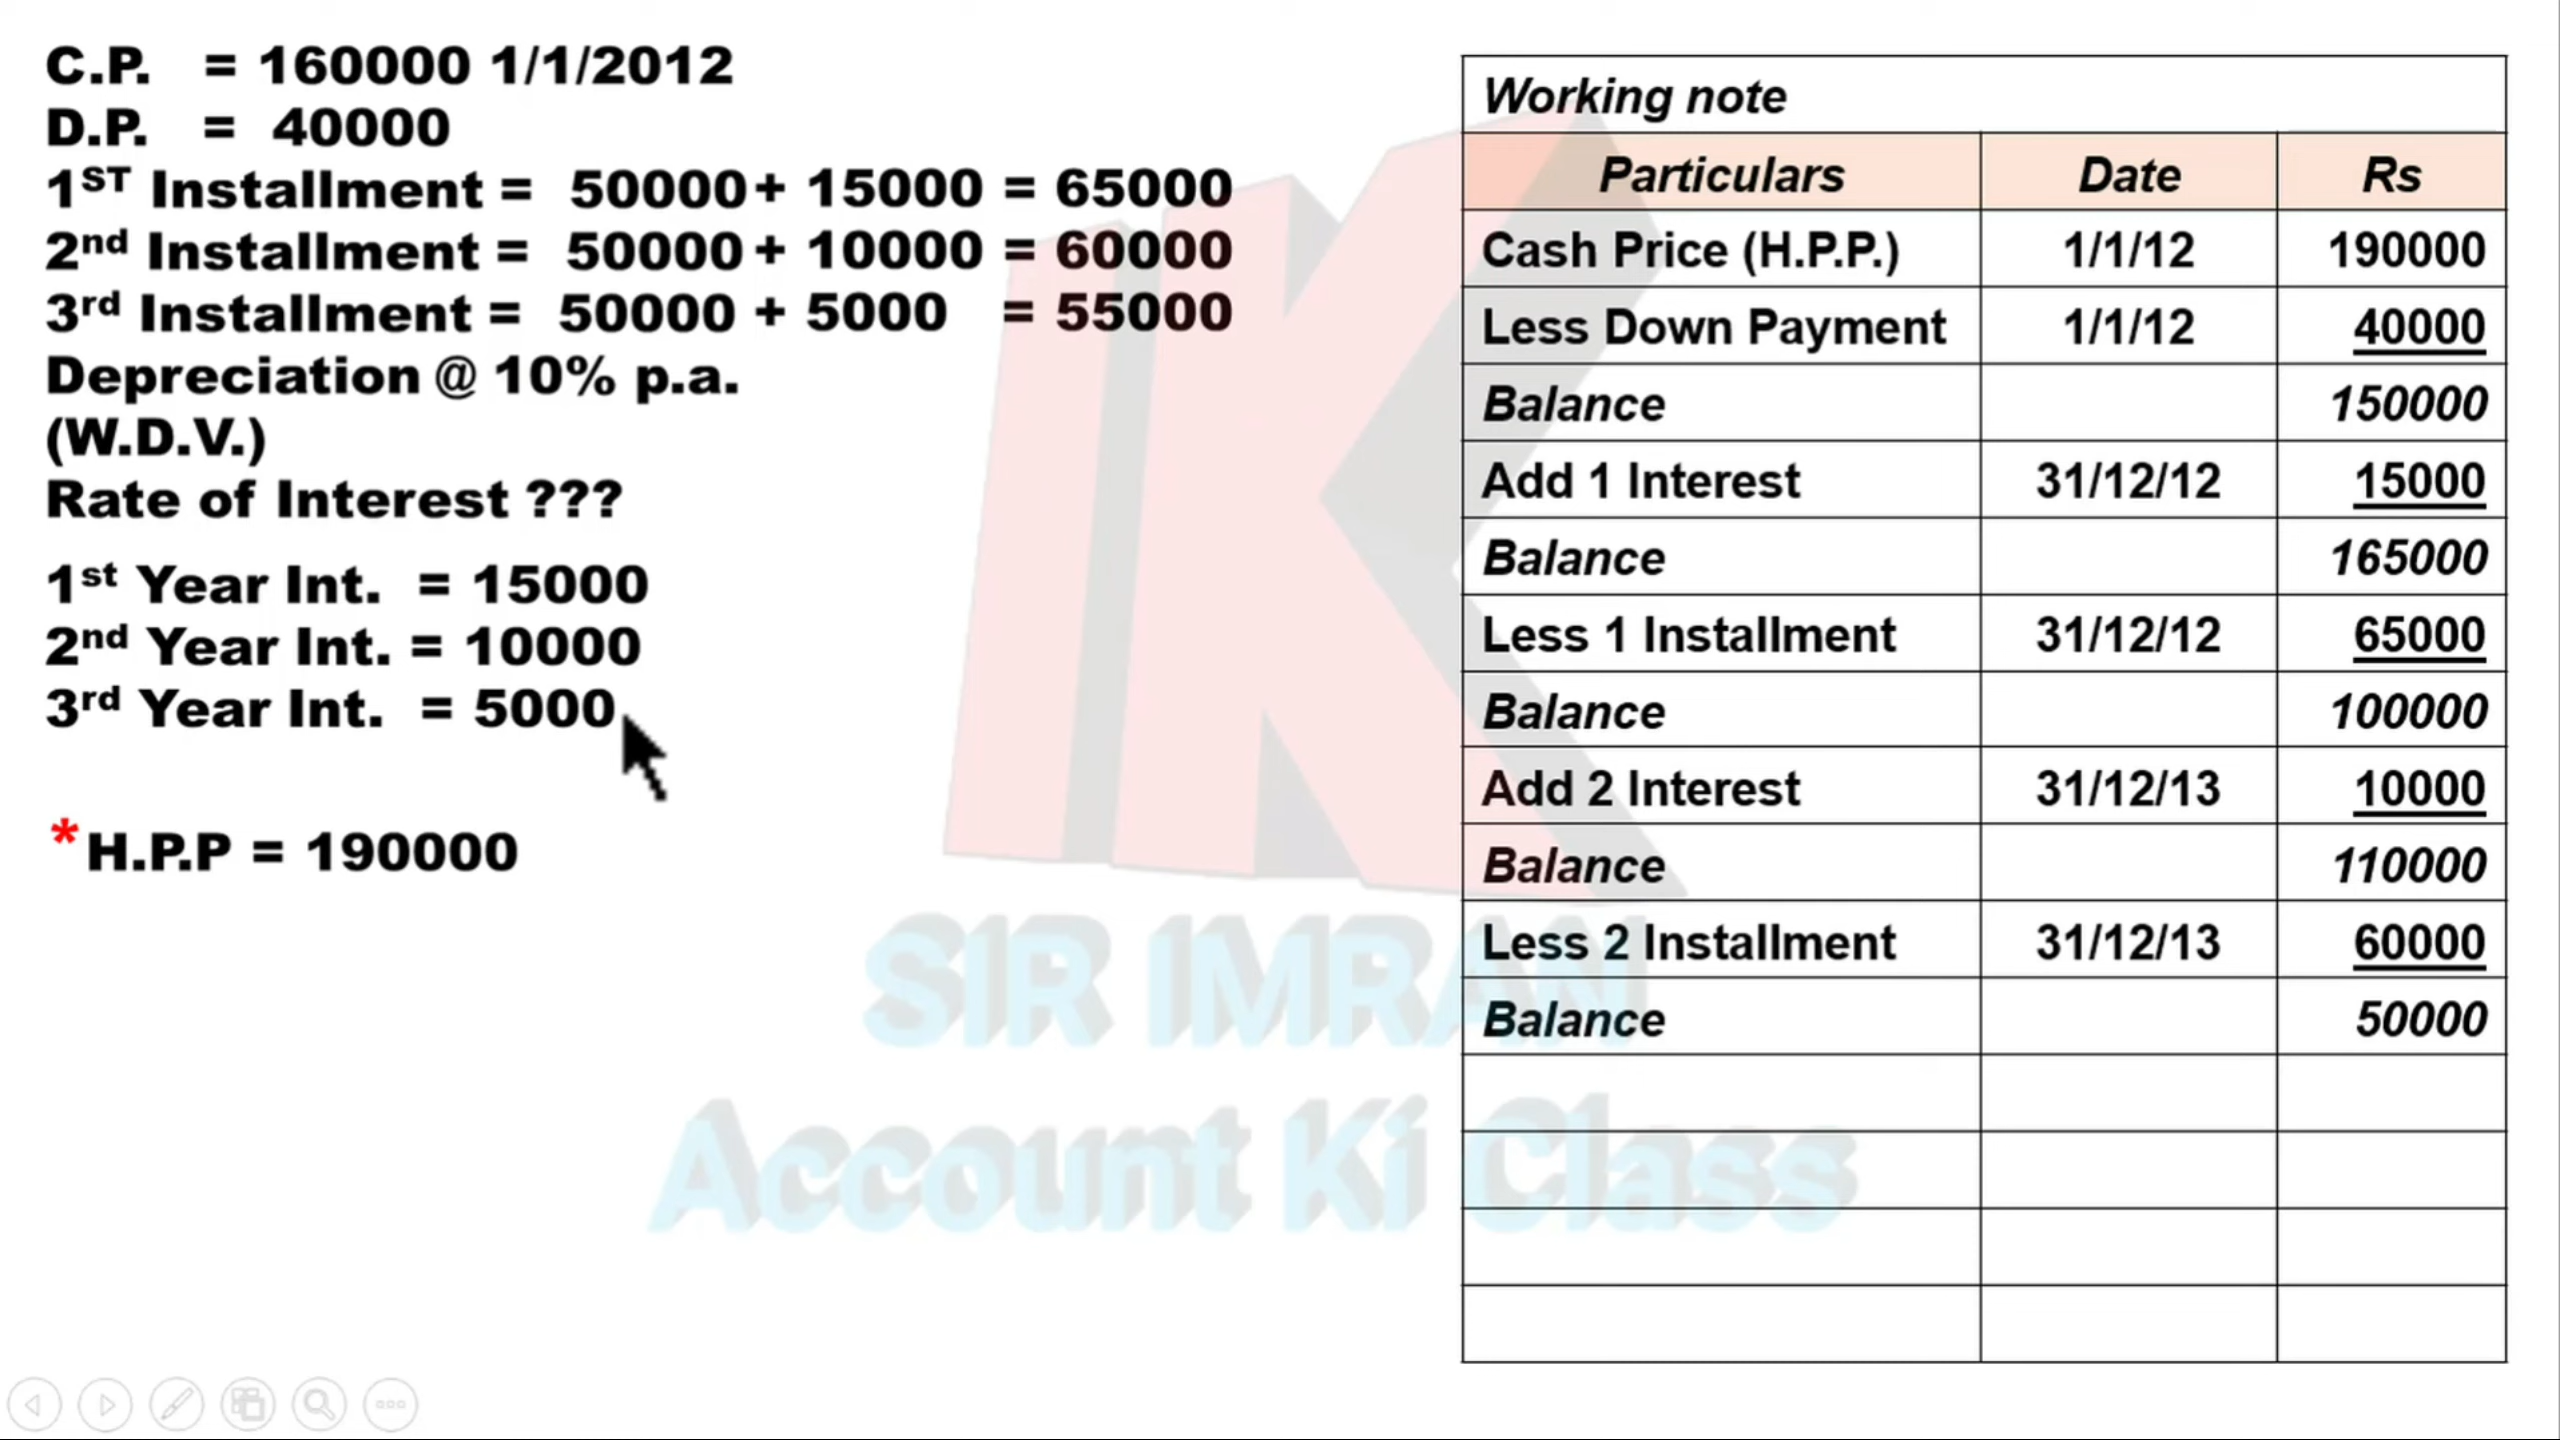 C.P. = 160000 1/1/2012
D.P. = 40000
1ST Installment = 50000+ 15000 = 65000
2nd Installment = 50000 + 10000 = 60000
3rd Installment = 50000 + 5000 = 55000
Depreciation @ 10% p.a.
(W.D.V.)
Rate of Interest ???
1st Year Int. = 15000
2nd Year Int. = 10000
3rd Year Int. = 5000
*H.P.P = 190000
Working note
Particulars Date Rs
Cash Price (H.P.P.) 1/1/12 190000
Less Down Payment 1/1/12 40000
Balance 150000
Add 1 Interest 31/12/12 15000
Balance 165000
Less 1 Installment 31/12/12 65000
Balance 100000
Add 2 Interest 31/12/13 10000
Balance 110000
Less 2 Installment 31/12/13 60000
Balance 50000
IK
SIR IMRAN
Account Ki Class